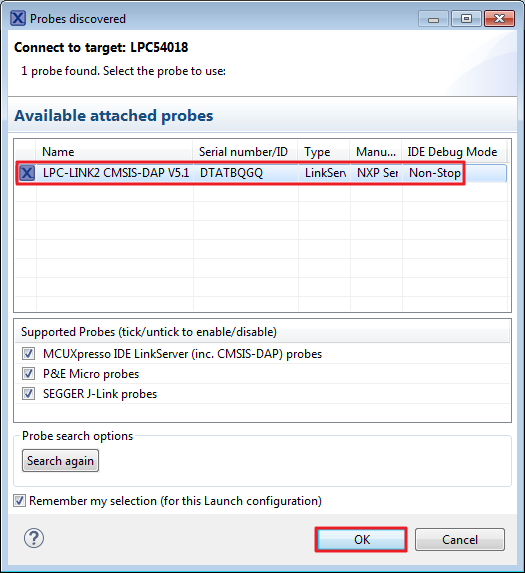 Probes discovered
Connect to target: LPC54018
1 probe found. Select the probe to use:
Available attached probes
Name Serial number/ID Type Manu... IDE Debug Mode
LPC-LINK2 CMSIS-DAP V5.1 DTATBQGQ LinkServ NXP Ser Non-Stop
Supported Probes (tick/untick to enable/disable)
MCUXpresso IDE LinkServer (inc. CMSIS-DAP) probes
P&E Micro probes
SEGGER J-Link probes
Probe search options
Search again
Remember my selection (for this Launch configuration)
? OK Cancel